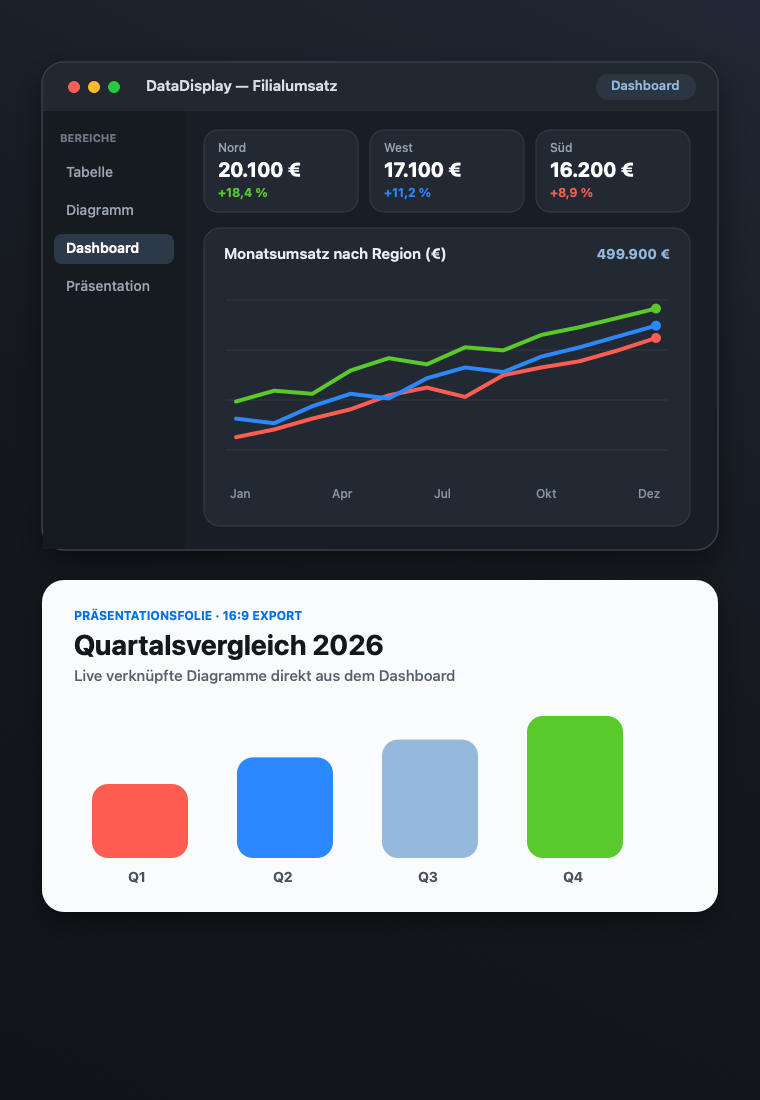 DataDisplay — Filialumsatz
Dashboard
BEREICHE
Tabelle
Diagramm
Dashboard
Präsentation
Nord
20.100 €
+18,4 %
West
17.100 €
+11,2 %
Süd
16.200 €
+8,9 %
Monatsumsatz nach Region (€)
499.900 €
Jan Apr Jul Okt Dez
PRÄSENTATIONSFOLIE · 16:9 EXPORT
Quartalsvergleich 2026
Live verknüpfte Diagramme direkt aus dem Dashboard
Q1 Q2 Q3 Q4